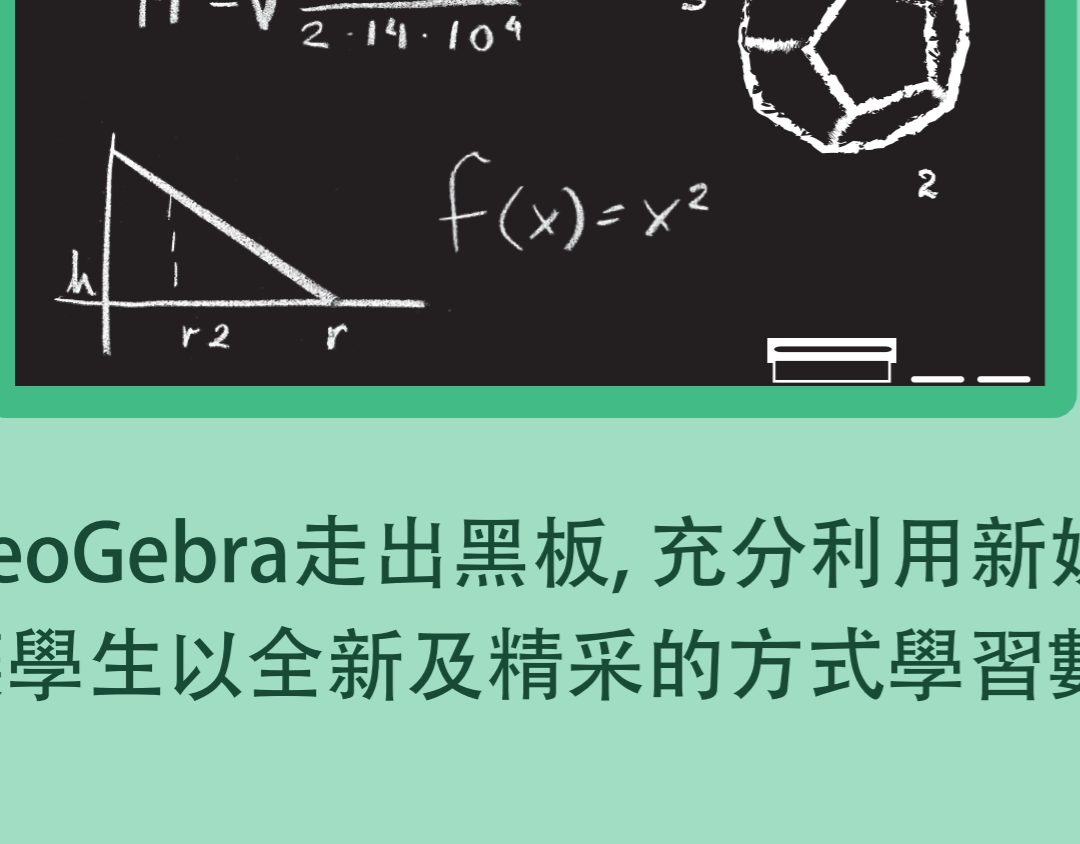 2 · 14 · 10⁴
2
f(x) = x²
h
r 2 r
eoGebra走出黑板, 充分利用新
學生以全新及精采的方式學習